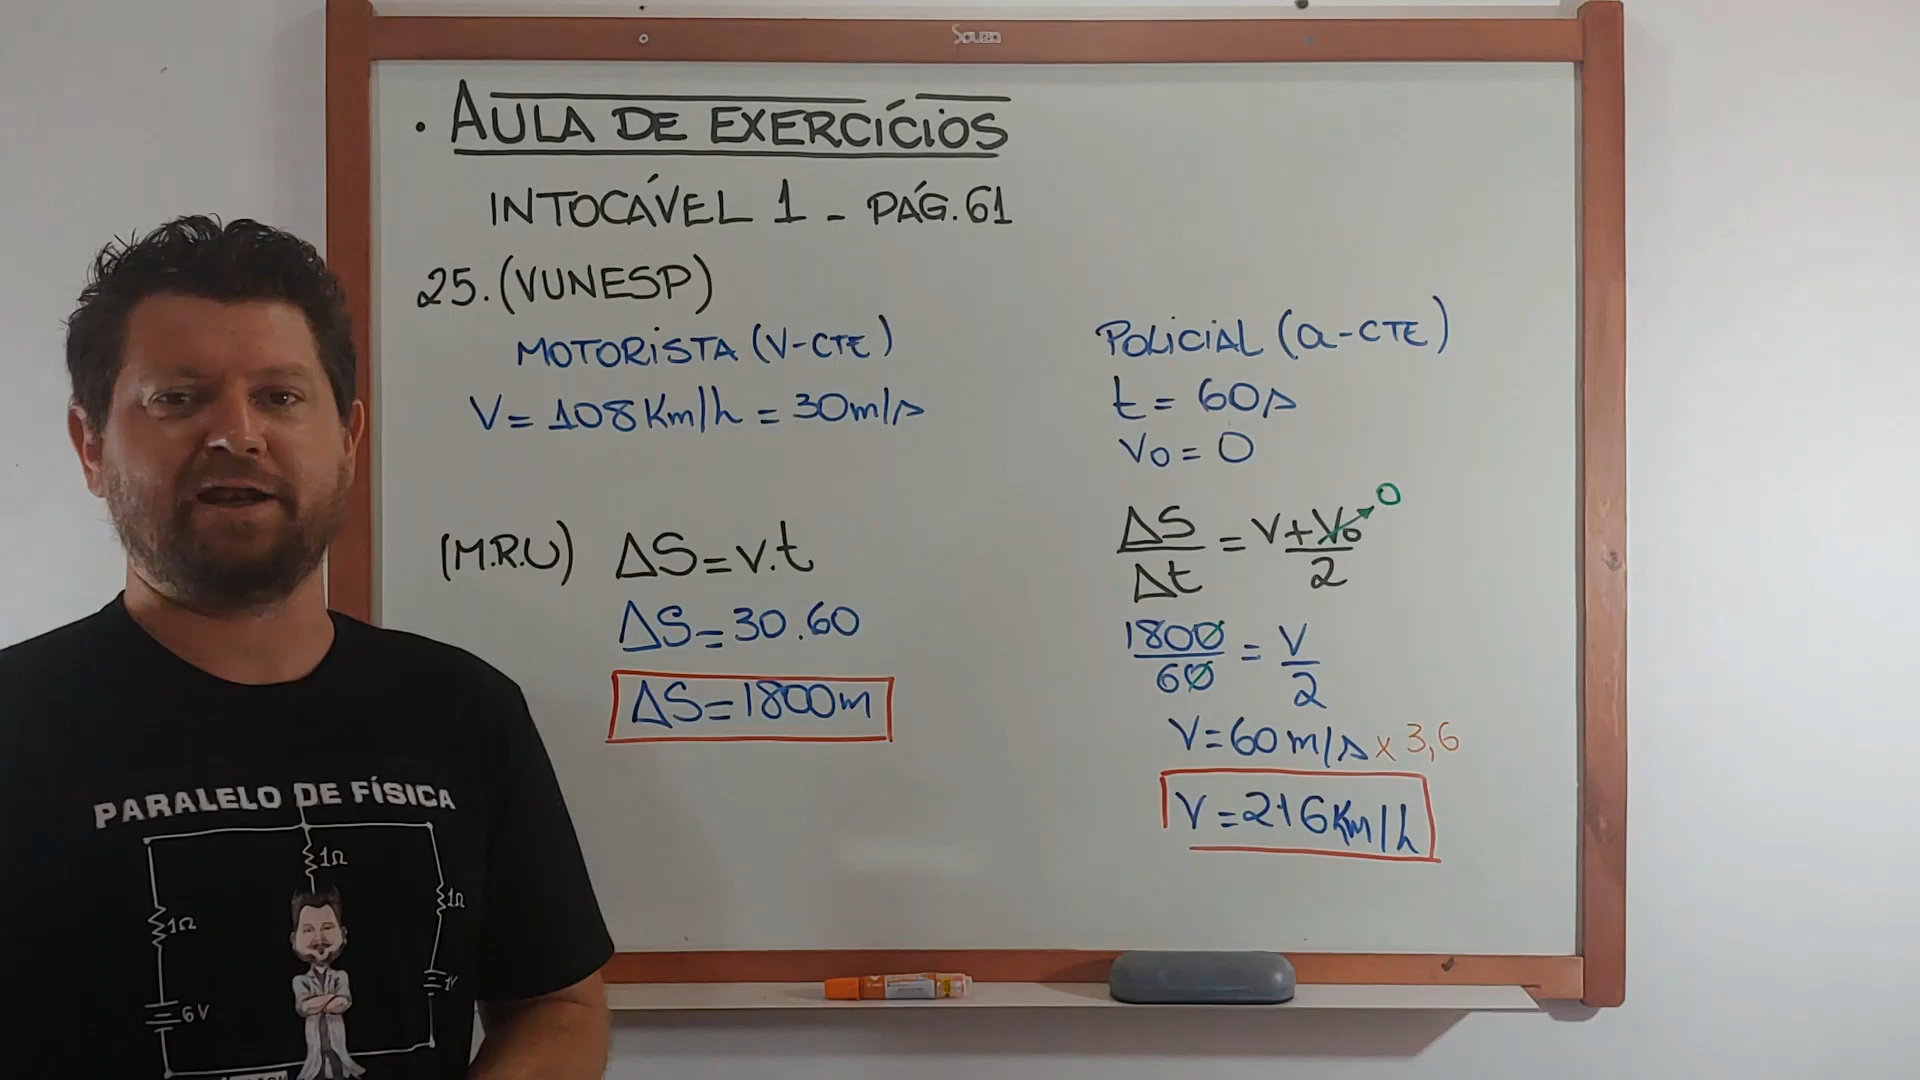 Souza
• AULA DE EXERCÍCIOS
INTOCÁVEL 1 - PÁG. 61
25. (VUNESP)
MOTORISTA (V-CTE)
V = 108 Km/h = 30m/s
(M.R.U) ΔS = v.t
ΔS = 30.60
ΔS = 1800m
POLICIAL (a-CTE)
t = 60s
V0 = 0
ΔS/Δt = V + V0/2 0
1800/60 = V/2
V = 60 m/s x 3,6
V = 216 Km/h
PARALELO DE FÍSICA
1Ω
1Ω
1Ω
6V
1V